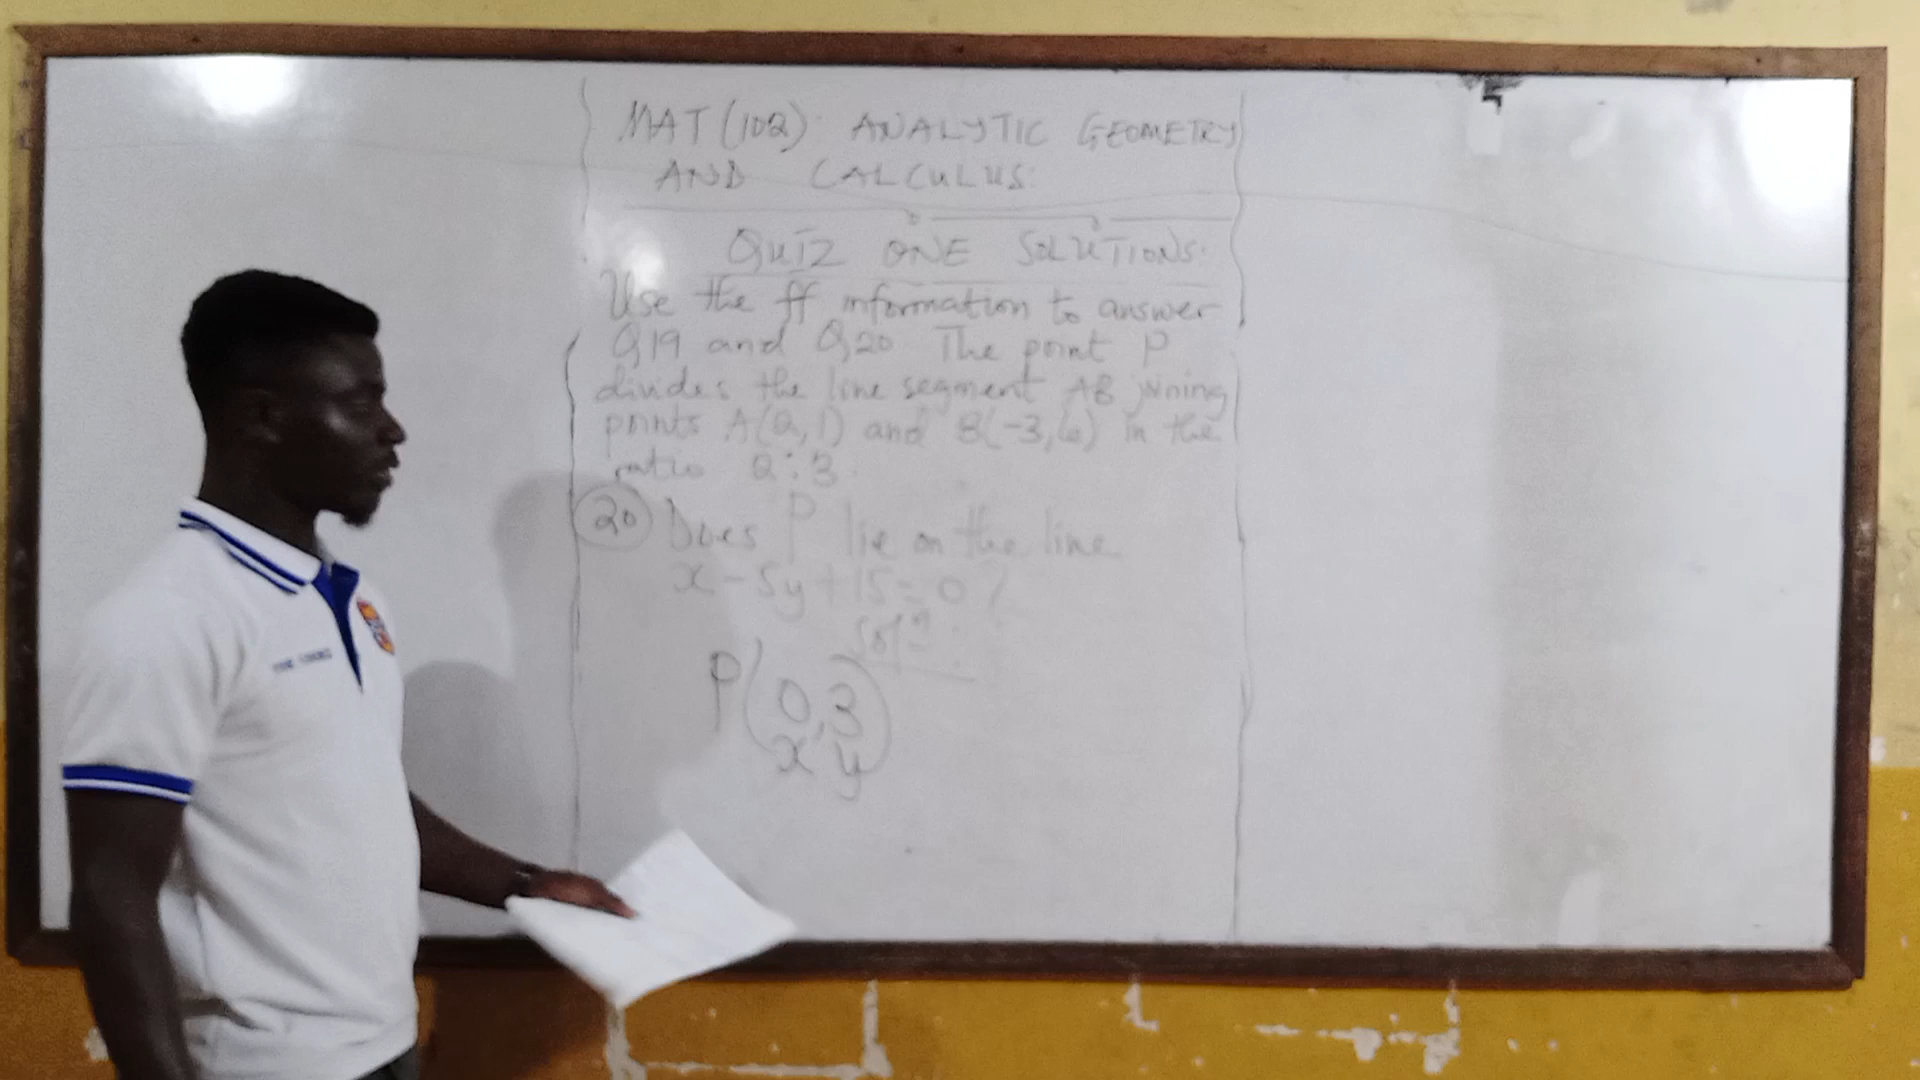 MAT (102): ANALYTIC GEOMETRY
AND CALCULUS:
QUIZ ONE SOLUTIONS:
Use the ff information to answer
Q19 and Q20 The point P
divides the line segment AB joining
points A(2,1) and B(-3,6) in the
ratio 2:3.
20 Does P lie on the line
x-5y+15=0?
Solⁿ:
P(0,3)
x y